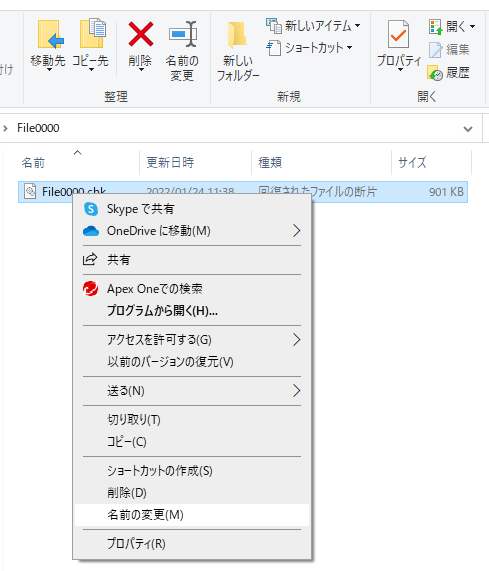 新しいアイテム
開く
付け
移動先
コピー先
削除
名前の
変更
新しい
フォルダー
ショートカット
プロパティ
編集
履歴
整理
新規
開く
File0000
名前
更新日時
種類
サイズ
File0000.chk
2022/01/24 11:38
回復されたファイルの断片
901 KB
Skype で共有
OneDrive に移動(M)
共有
Apex Oneでの検索
プログラムから開く(H)...
アクセスを許可する(G)
以前のバージョンの復元(V)
送る(N)
切り取り(T)
コピー(C)
ショートカットの作成(S)
削除(D)
名前の変更(M)
プロパティ(R)